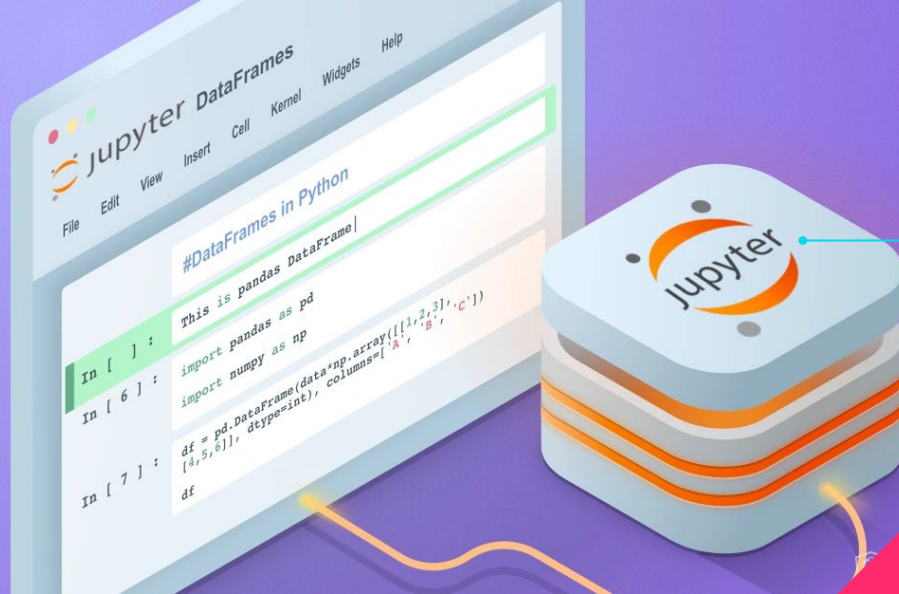 jupyter DataFrames
File Edit View Insert Cell Kernel Widgets Help
#DataFrames in Python
In [ ] : This is pandas DataFrame|
In [ 6 ] : import pandas as pd
import numpy as np
In [ 7 ] : df = pd.DataFrame(data*np.array([[1,2,3],
[4,5,6]], dtype=int), columns=['A', 'B', 'C'])
df
jupyter